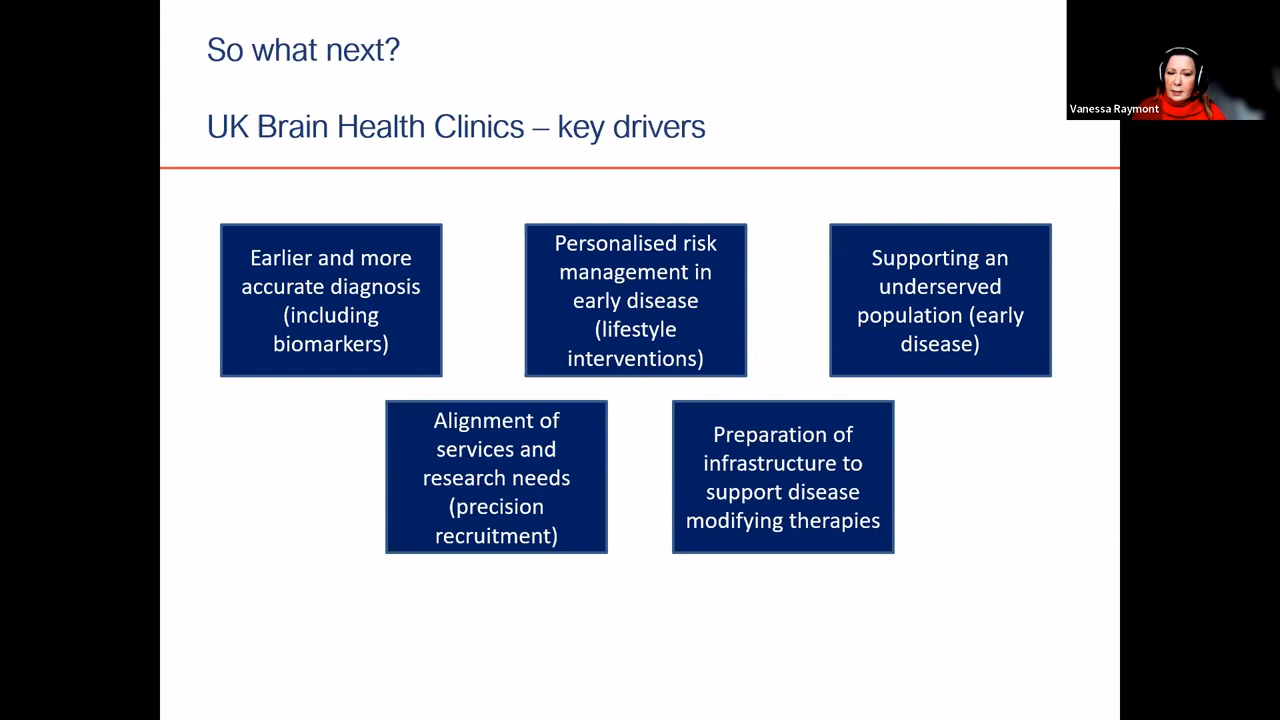 So what next?
UK Brain Health Clinics – key drivers
Vanessa Raymont
Earlier and more
accurate diagnosis
(including
biomarkers)
Personalised risk
management in
early disease
(lifestyle
interventions)
Supporting an
underserved
population (early
disease)
Alignment of
services and
research needs
(precision
recruitment)
Preparation of
infrastructure to
support disease
modifying therapies